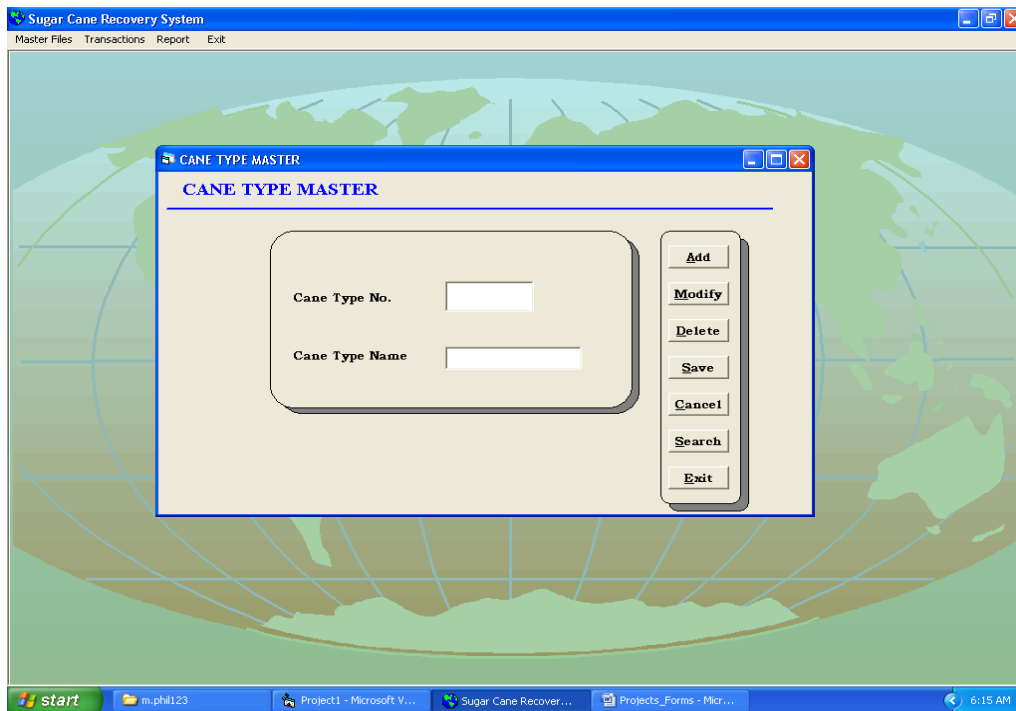 Sugar Cane Recovery System
Master Files Transactions Report Exit
CANE TYPE MASTER
CANE TYPE MASTER
Cane Type No.
Cane Type Name
Add
Modify
Delete
Save
Cancel
Search
Exit
start m.phil123 Project1 - Microsoft V... Sugar Cane Recover... Projects_Forms - Micr... 6:15 AM